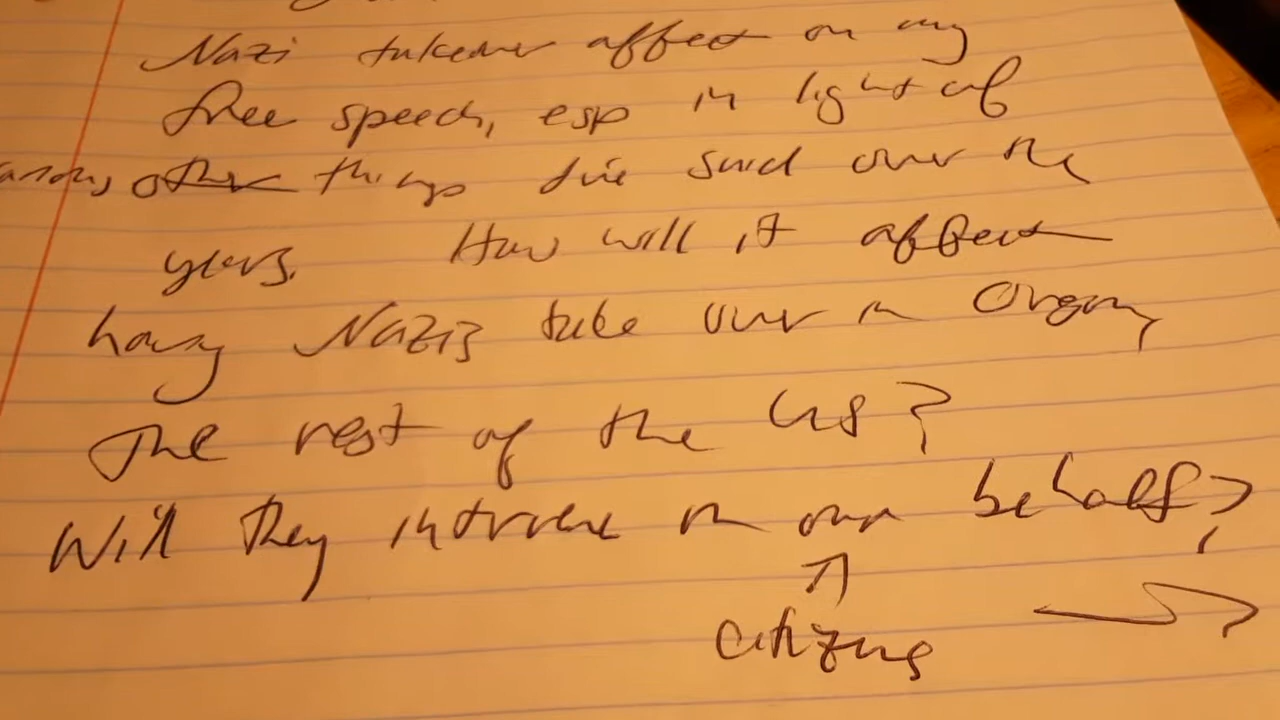 Nazi takeover affect on my
free speech, esp in light of
various other things I've said over the
years. How will it affect
having Nazis take over in Oregon,
the rest of the US?
Will they intervene on our behalf?
↑
citizens
→